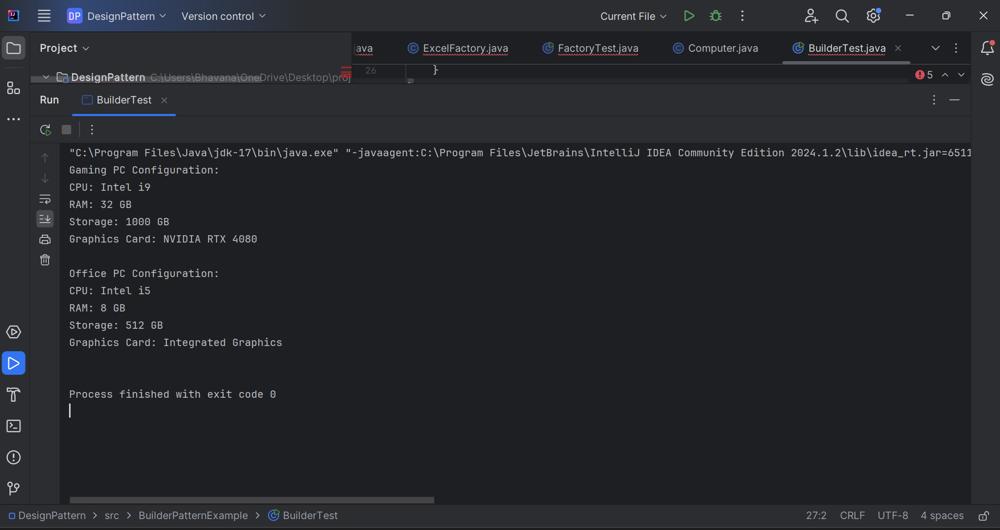 DP DesignPattern Version control Current File
Project
java ExcelFactory.java FactoryTest.java Computer.java BuilderTest.java
26 }
5
DesignPattern C:\Users\Bhavana\OneDrive\Desktop\proj
Run BuilderTest
"C:\Program Files\Java\jdk-17\bin\java.exe" "-javaagent:C:\Program Files\JetBrains\IntelliJ IDEA Community Edition 2024.1.2\lib\idea_rt.jar=6511
Gaming PC Configuration:
CPU: Intel i9
RAM: 32 GB
Storage: 1000 GB
Graphics Card: NVIDIA RTX 4080
Office PC Configuration:
CPU: Intel i5
RAM: 8 GB
Storage: 512 GB
Graphics Card: Integrated Graphics
Process finished with exit code 0
DesignPattern > src > BuilderPatternExample > BuilderTest
27:2 CRLF UTF-8 4 spaces